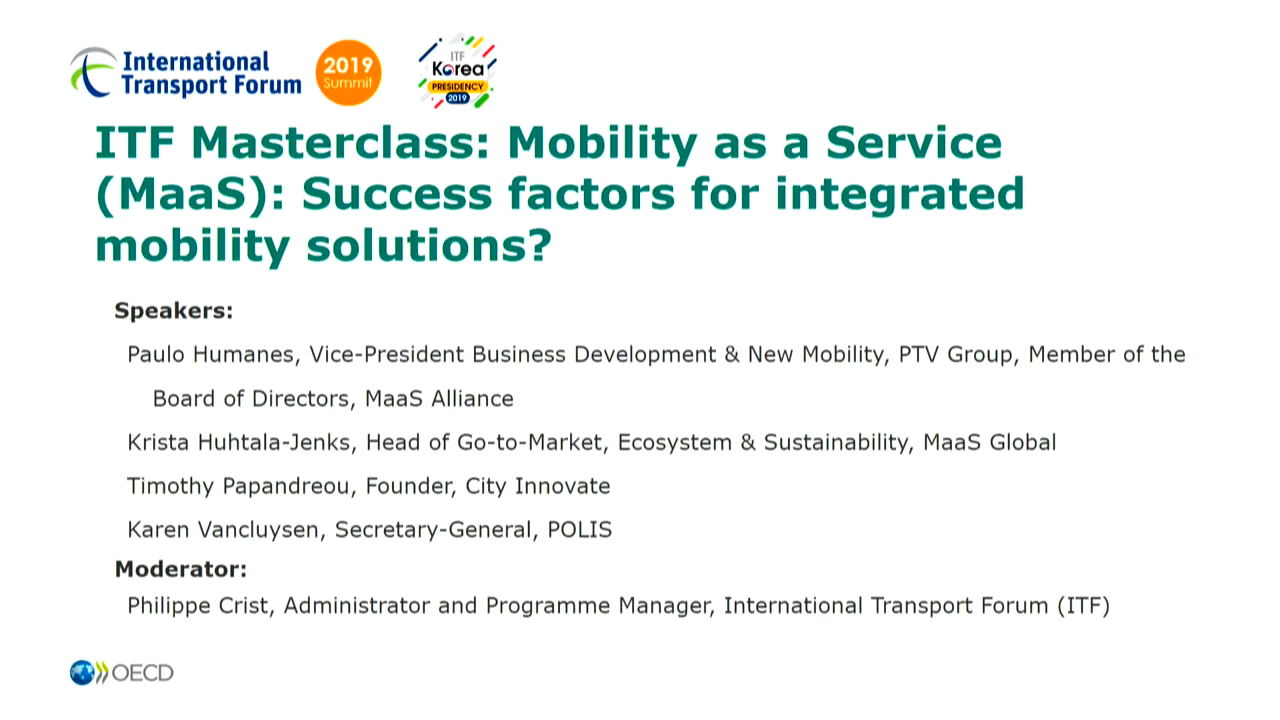 International
Transport Forum
2019
Summit
ITF
Korea
PRESIDENCY
2019
ITF Masterclass: Mobility as a Service
(MaaS): Success factors for integrated
mobility solutions?
Speakers:
Paulo Humanes, Vice-President Business Development & New Mobility, PTV Group, Member of the
Board of Directors, MaaS Alliance
Krista Huhtala-Jenks, Head of Go-to-Market, Ecosystem & Sustainability, MaaS Global
Timothy Papandreou, Founder, City Innovate
Karen Vancluysen, Secretary-General, POLIS
Moderator:
Philippe Crist, Administrator and Programme Manager, International Transport Forum (ITF)
OECD